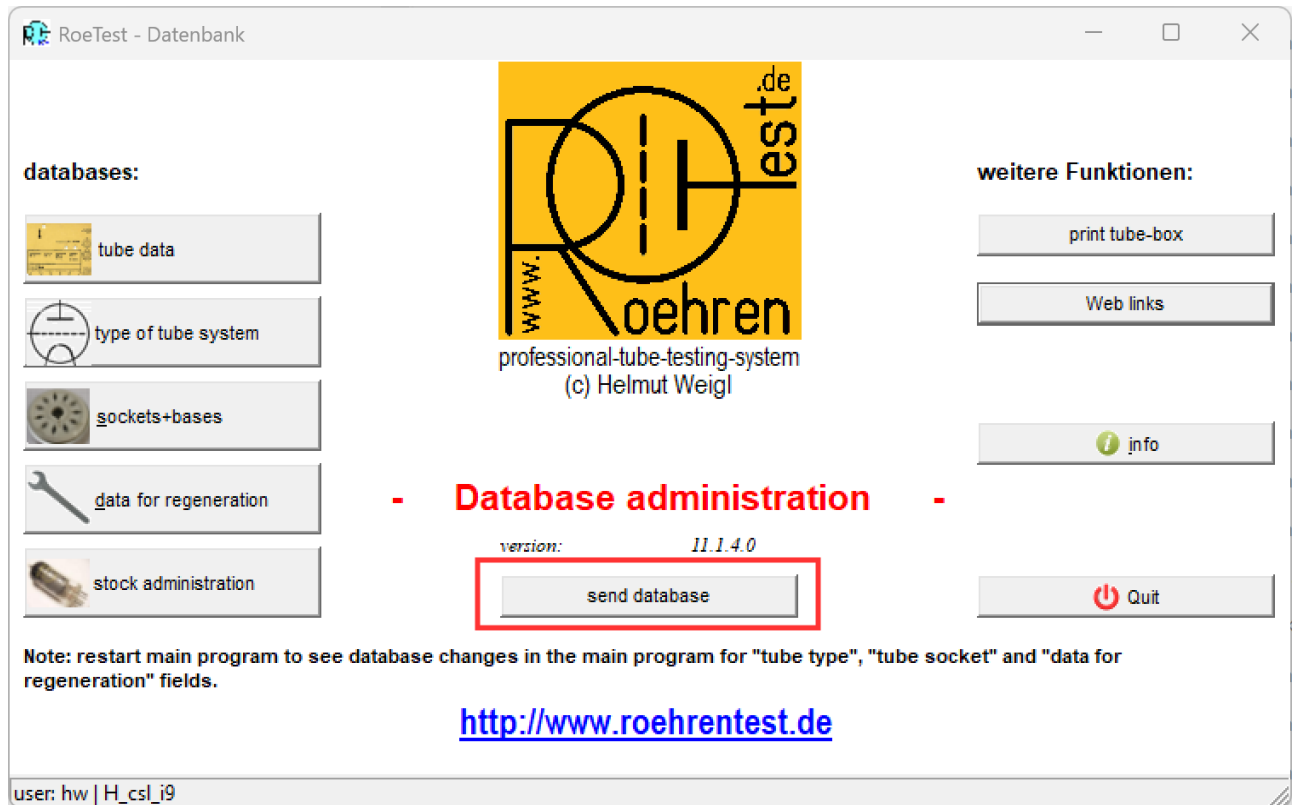 RoeTest - Datenbank
www.Roehrentest.de
professional-tube-testing-system
(c) Helmut Weigl
databases:
tube data
type of tube system
sockets+bases
data for regeneration
stock administration
weitere Funktionen:
print tube-box
Web links
info
Quit
- Database administration -
version: 11.1.4.0
send database
Note: restart main program to see database changes in the main program for "tube type", "tube socket" and "data for
regeneration" fields.
http://www.roehrentest.de
user: hw | H_csl_i9